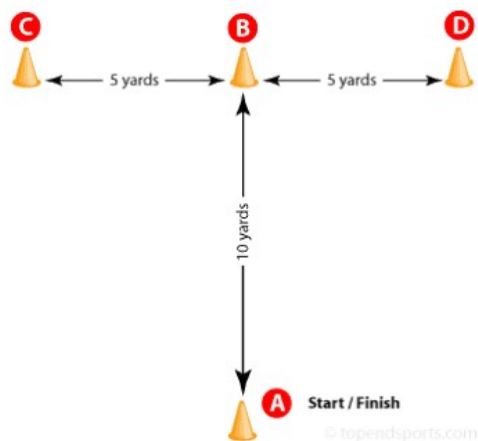 C B D
5 yards 5 yards
10 yards
A Start / Finish
© topendsports.com